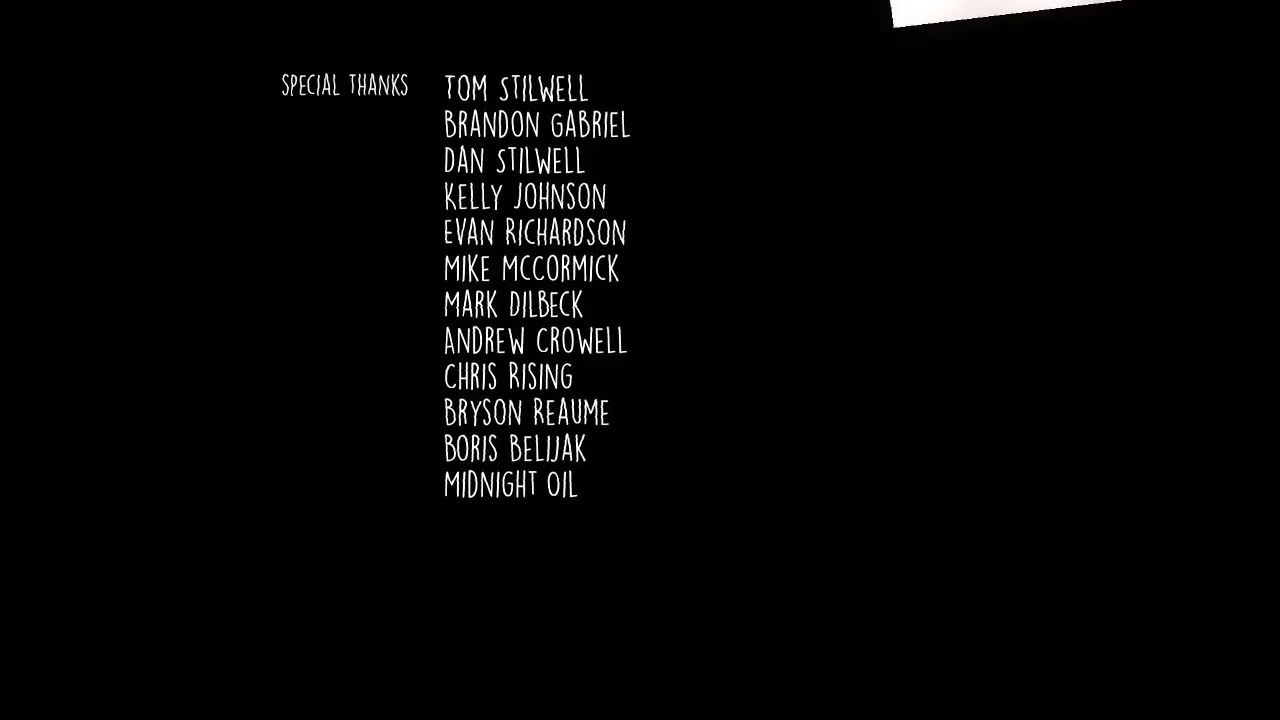 SPECIAL THANKS TOM STILWELL
BRANDON GABRIEL
DAN STILWELL
KELLY JOHNSON
EVAN RICHARDSON
MIKE MCCORMICK
MARK DILBECK
ANDREW CROWELL
CHRIS RISING
BRYSON REAUME
BORIS BELIJAK
MIDNIGHT OIL